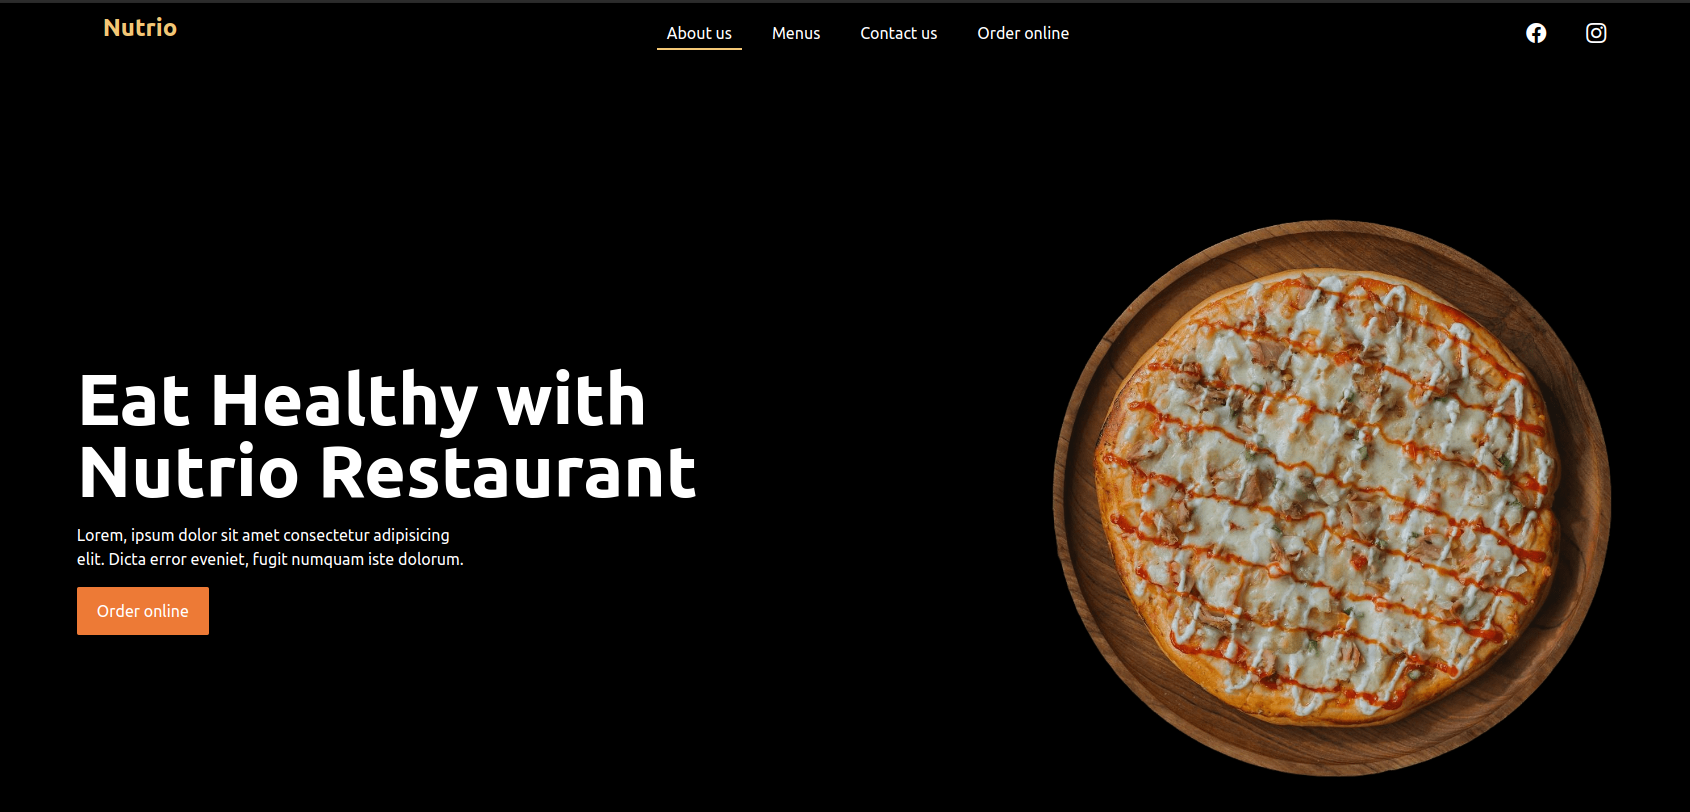 Nutrio
About us
Menus
Contact us
Order online
Eat Healthy with
Nutrio Restaurant
Lorem, ipsum dolor sit amet consectetur adipisicing
elit. Dicta error eveniet, fugit numquam iste dolorum.
Order online